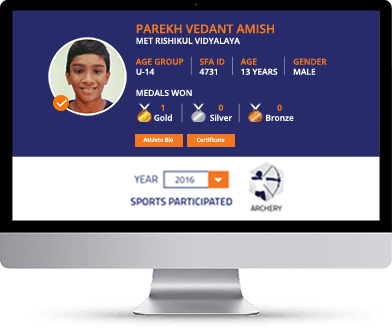 PAREKH VEDANT AMISH
MET RISHIKUL VIDYALAYA
AGE GROUP SFA ID AGE GENDER
U-14 4731 13 YEARS MALE
MEDALS WON
1 0 0
Gold Silver Bronze
Athlete Bio Certificate
YEAR 2016
SPORTS PARTICIPATED
ARCHERY